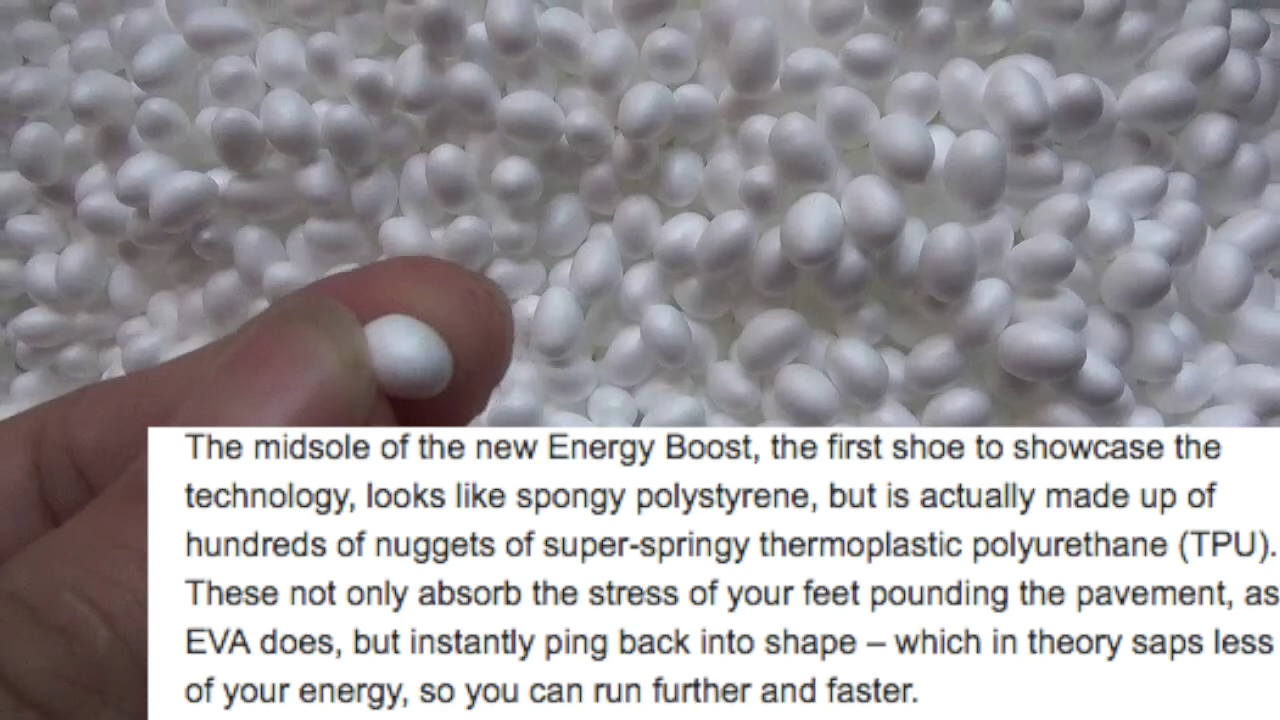 The midsole of the new Energy Boost, the first shoe to showcase the
technology, looks like spongy polystyrene, but is actually made up of
hundreds of nuggets of super-springy thermoplastic polyurethane (TPU).
These not only absorb the stress of your feet pounding the pavement, as
EVA does, but instantly ping back into shape – which in theory saps less
of your energy, so you can run further and faster.